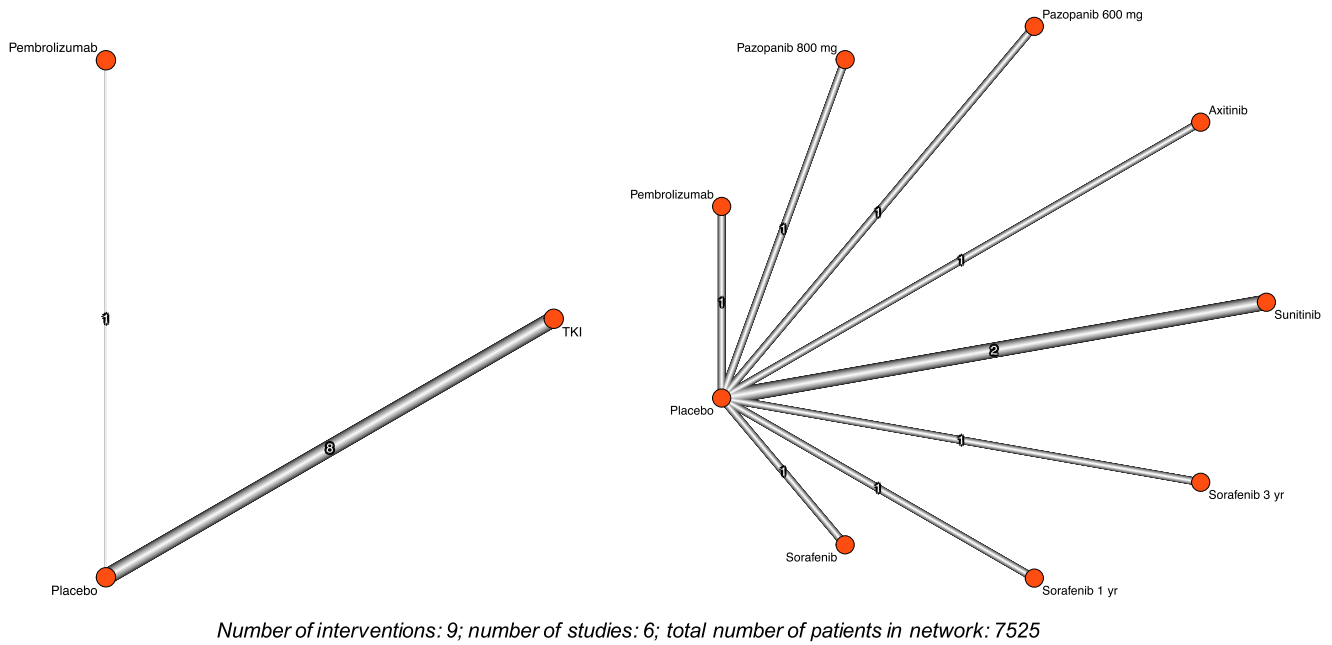 Pembrolizumab
1
TKI
8
Placebo
Pazopanib 600 mg
Pazopanib 800 mg
Axitinib
Pembrolizumab
1
1
1
1
Sunitinib
2
Placebo
1
Sorafenib 3 yr
1
1
Sorafenib
Sorafenib 1 yr
Number of interventions: 9; number of studies: 6; total number of patients in network: 7525